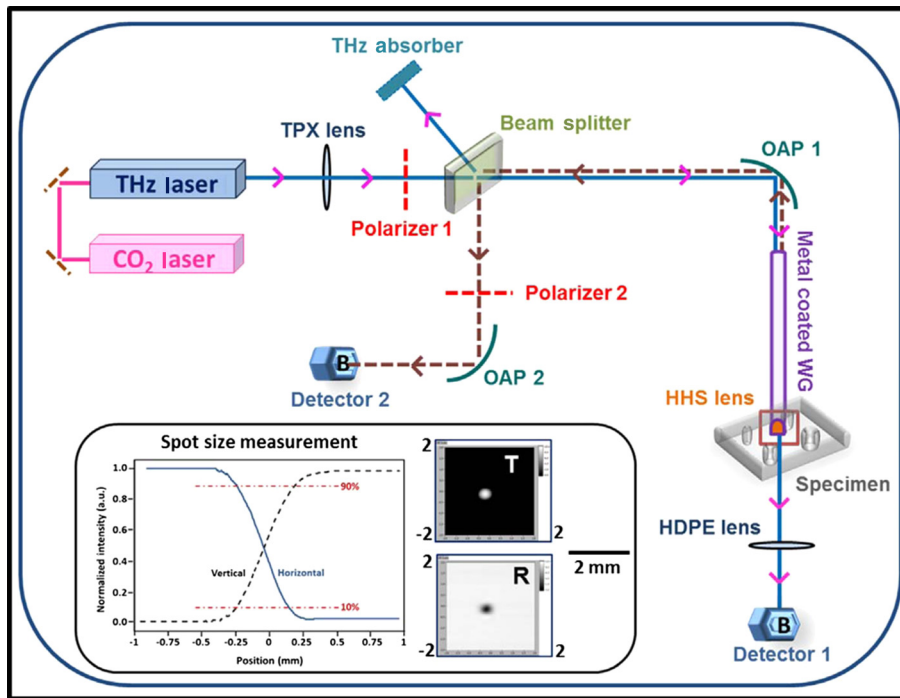 THz absorber
TPX lens
Beam splitter
OAP 1
THz laser
Polarizer 1
CO₂ laser
Metal coated WG
Polarizer 2
B
OAP 2
Detector 2
HHS lens
Specimen
HDPE lens
B
Detector 1
Spot size measurement
Normalized intensity (a.u.)
1.0
0.8
0.6
0.4
0.2
0.0
90%
Vertical
Horizontal
10%
-1
-0.75
-0.5
-0.25
0
0.25
0.50
0.75
1
Position (mm)
2
T
-2
2
2
R
-2
2
2 mm